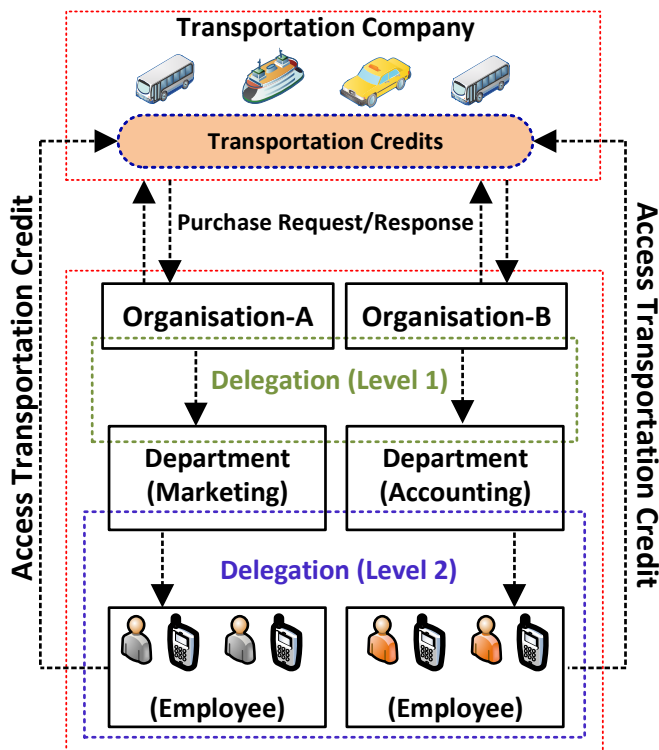 Transportation Company
Transportation Credits
Purchase Request/Response
Access Transportation Credit
Access Transportation Credit
Organisation-A
Organisation-B
Delegation (Level 1)
Department
(Marketing)
Department
(Accounting)
Delegation (Level 2)
(Employee)
(Employee)